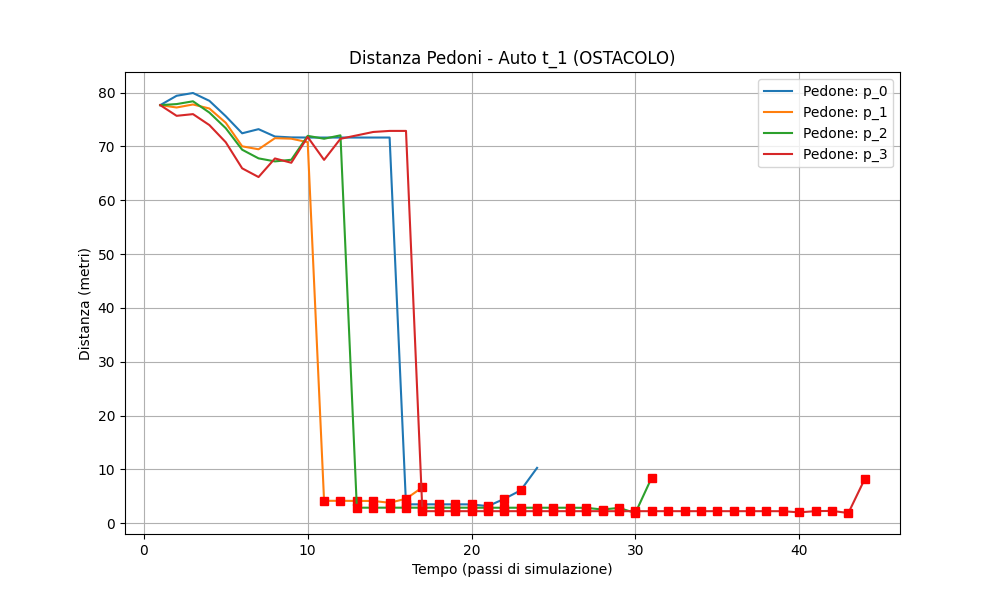 Distanza Pedoni - Auto t_1 (OSTACOLO)
Pedone: p_0
Pedone: p_1
Pedone: p_2
Pedone: p_3
Distanza (metri)
80
70
60
50
40
30
20
10
0
0 10 20 30 40
Tempo (passi di simulazione)